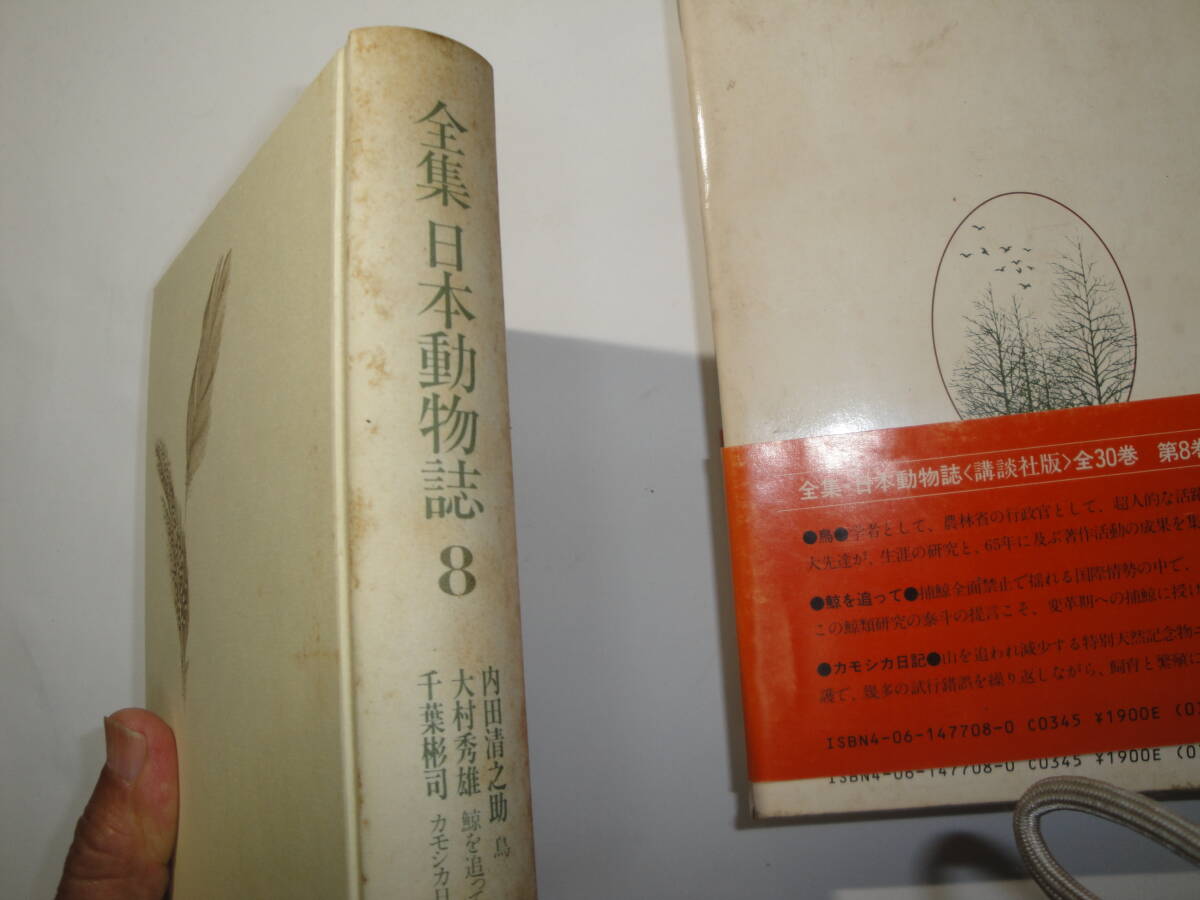 全集 日本動物誌 8
内田清之助 鳥
大村秀雄 鯨を追って
千葉彬司 カモシカ日
全集 日本動物誌〈講談社版〉全30巻 第8巻
●鳥●学者として、農林省の行政官として、超人的な活躍
大先達が、生涯の研究と、65年に及ぶ著作活動の成果を集
●鯨を追って●捕鯨全面禁止で揺れる国際情勢の中で、
この鯨類研究の泰斗の提言こそ、変革期への捕鯨に授け
●カモシカ日記●山を追われ減少する特別天然記念物
護で、幾多の試行錯誤を繰り返しながら、飼育と繁殖に
ISBN4-06-147708-0 C0345 ¥1900E (0
ISBN4-06-147708-0 C0345 ¥1900E (0